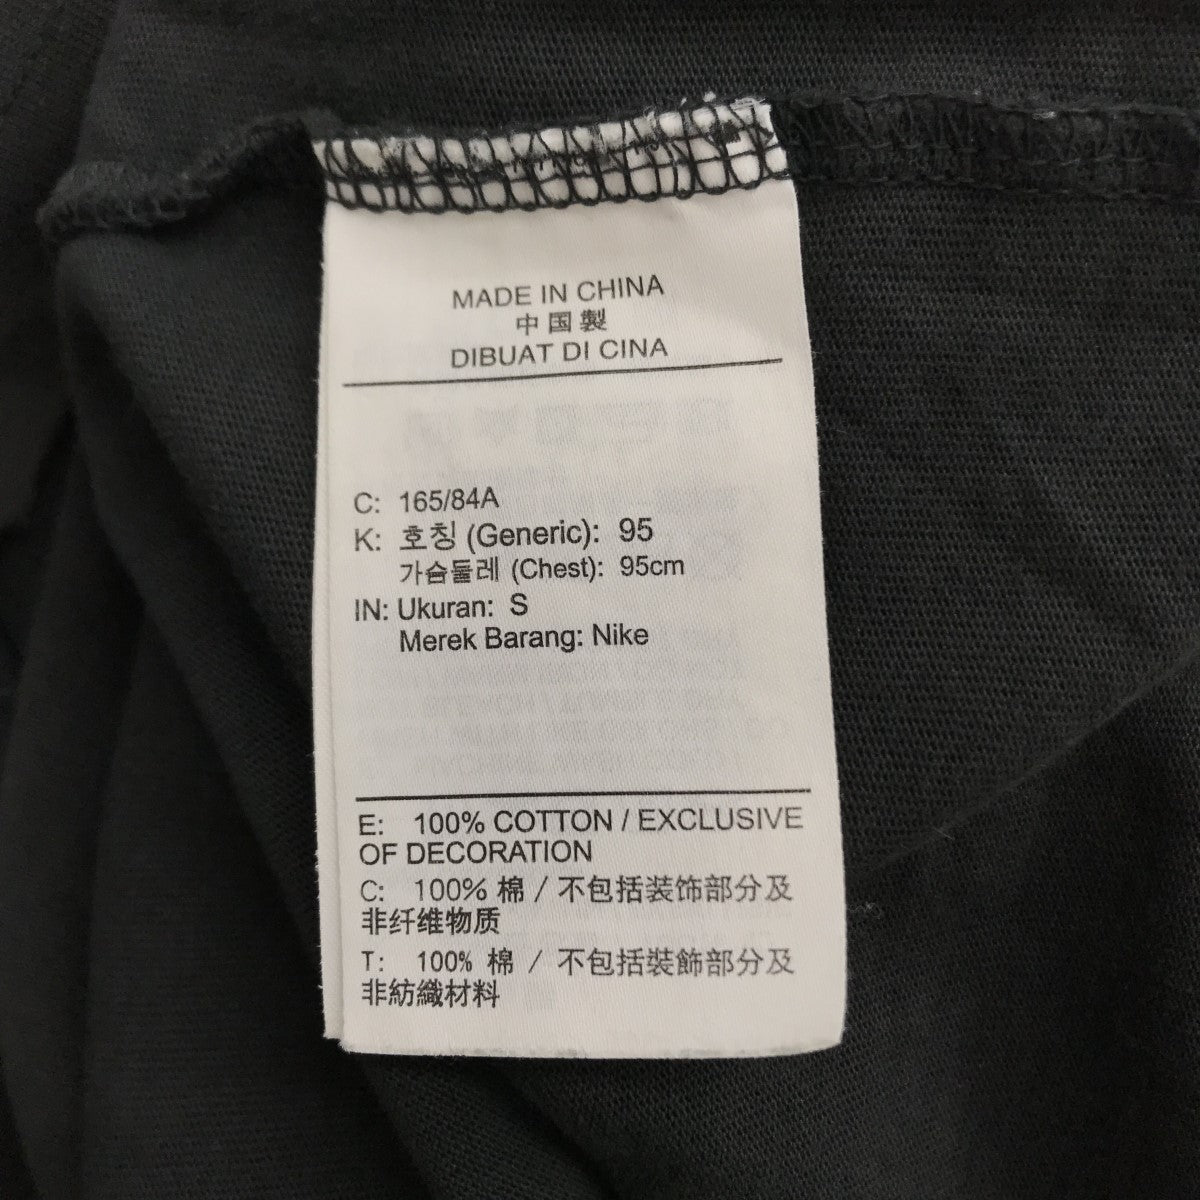 MADE IN CHINA
中国製
DIBUAT DI CINA
C: 165/84A
K: 호칭 (Generic): 95
가슴둘레 (Chest): 95cm
IN: Ukuran: S
Merek Barang: Nike
E: 100% COTTON / EXCLUSIVE
OF DECORATION
C: 100% 棉 / 不包括装饰部分及
非纤维物质
T: 100% 棉 / 不包括裝飾部分及
非紡織材料